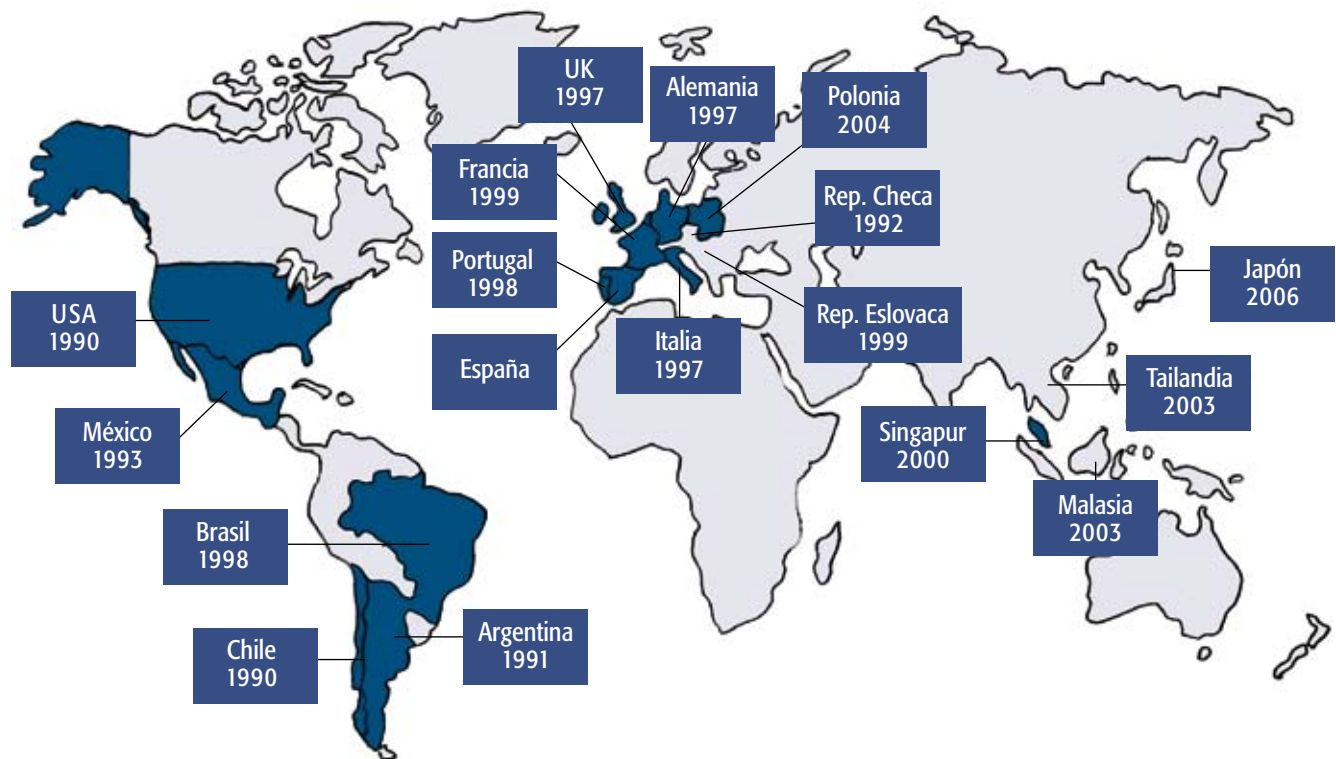 UK
1997
Alemania
1997
Polonia
2004
Francia
1999
Rep. Checa
1992
Portugal
1998
Japón
2006
USA
1990
España
Italia
1997
Rep. Eslovaca
1999
Tailandia
2003
México
1993
Singapur
2000
Malasia
2003
Brasil
1998
Argentina
1991
Chile
1990